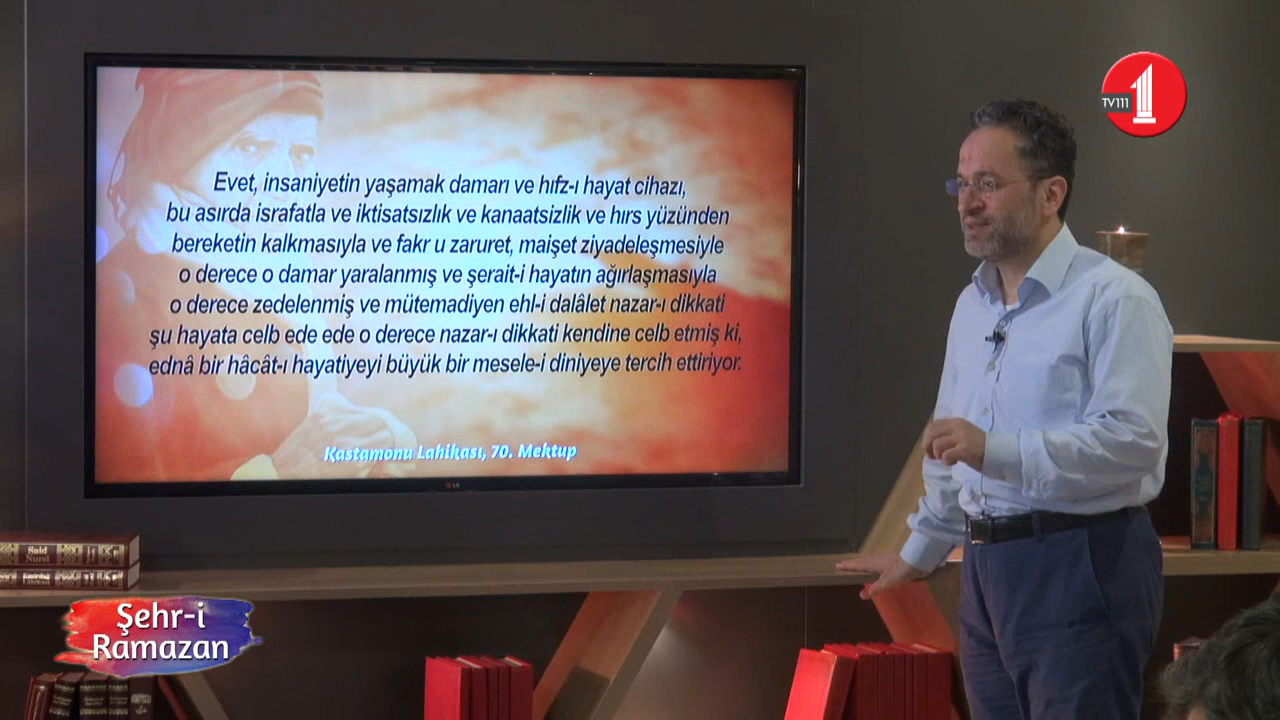 TV111
1
Evet, insaniyetin yaşamak damarı ve hıfz-ı hayat cihazı,
bu asırda israfatla ve iktisatsızlık ve kanaatsizlik ve hırs yüzünden
bereketin kalkmasıyla ve fakr u zaruret, maişet ziyadeleşmesiyle
o derece o damar yaralanmış ve şerait-i hayatın ağırlaşmasıyla
o derece zedelenmiş ve mütemadiyen ehl-i dalâlet nazar-ı dikkati
şu hayata celb ede ede o derece nazar-ı dikkati kendine celb etmiş ki,
ednâ bir hâcât-ı hayatiyeyi büyük bir mesele-i diniyeye tercih ettiriyor.
Kastamonu Lahikası, 70. Mektup
LG
Said
Nursi
Şehr-i
Ramazan